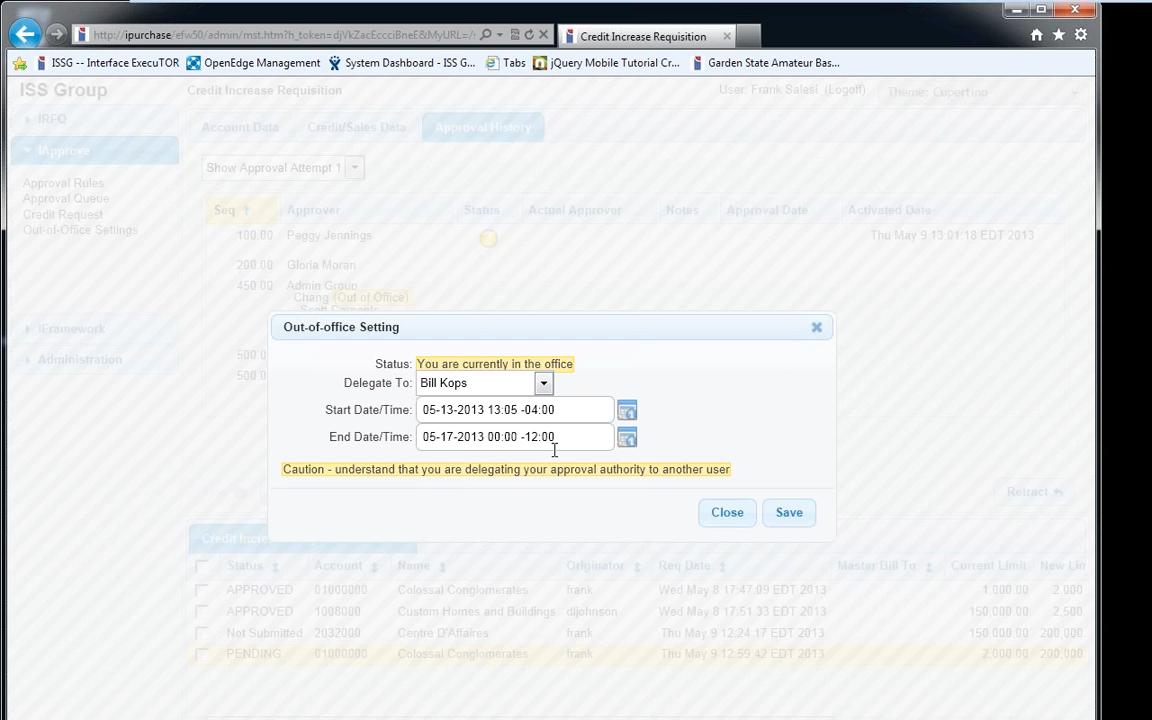 http://ipurchase/efw50/admin/mst.htm?h_token=djVkZacEccciBneE&MyURL=/
Credit Increase Requisition
ISSG -- Interface ExecuTOR
OpenEdge Management
System Dashboard - ISS G...
Tabs
jQuery Mobile Tutorial Cr...
Garden State Amateur Bas...
ISS Group
Credit Increase Requisition
User: Frank Salesi (Logoff)
Theme: Cupertino
IRFQ
Account Data
Credit/Sales Data
Approval History
IApprove
Show Approval Attempt 1
Approval Rules
Approval Queue
Credit Request
Out-of-Office Settings
Seq
Approver
Status
Actual Approver
Notes
Approval Date
Activated Date
100.00 Peggy Jennings Thu May 9 13:01:18 EDT 2013
200.00 Gloria Moran
450.00 Admin Group
Chang (Out of Office)
IFramework
Administration
500.0
500.0
Out-of-office Setting
Status: You are currently in the office
Delegate To: Bill Kops
Start Date/Time: 05-13-2013 13:05 -04:00
End Date/Time: 05-17-2013 00:00 -12:00
Caution - understand that you are delegating your approval authority to another user
Close
Save
Retract
Credit Incre
Status Account Name Originator Req Date Master Bill To Current Limit New Lim
APPROVED 01000000 Colossal Conglomerates frank Wed May 8 17:47:09 EDT 2013 1,000.00 2,000
APPROVED 1008000 Custom Homes and Buildings dljohnson Wed May 8 17:51:33 EDT 2013 150,000.00 2,500
Not Submitted 2032000 Centre D'Affaires frank Thu May 9 12:24:17 EDT 2013 150,000.00 200,000
PENDING 01000000 Colossal Conglomerates frank Thu May 9 12:59:42 EDT 2013 2,000.00 200,000